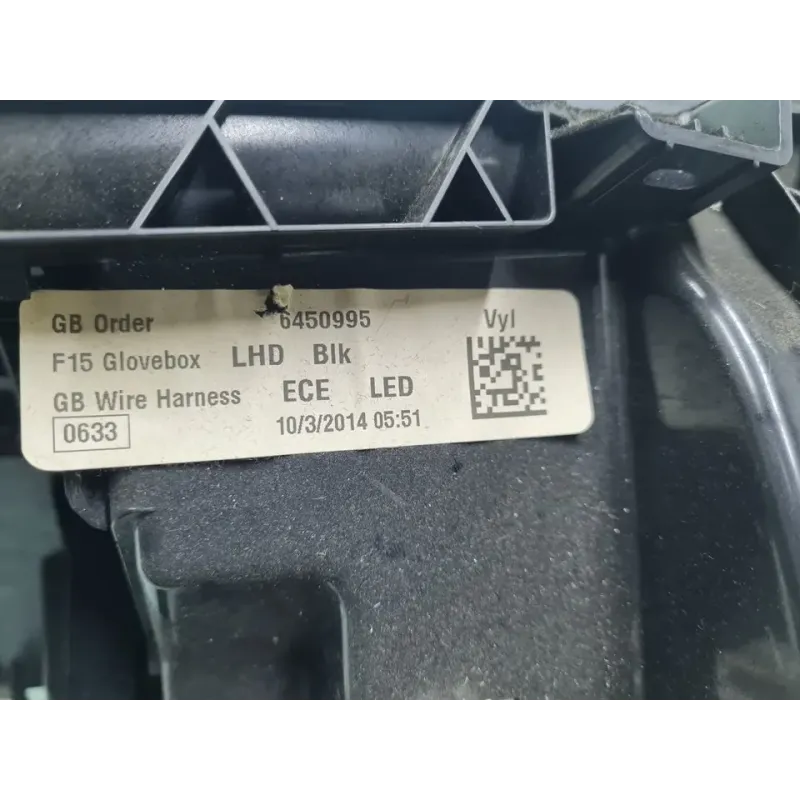 GB Order 6450995 Vyl
F15 Glovebox LHD Blk
GB Wire Harness ECE LED
0633 10/3/2014 05:51